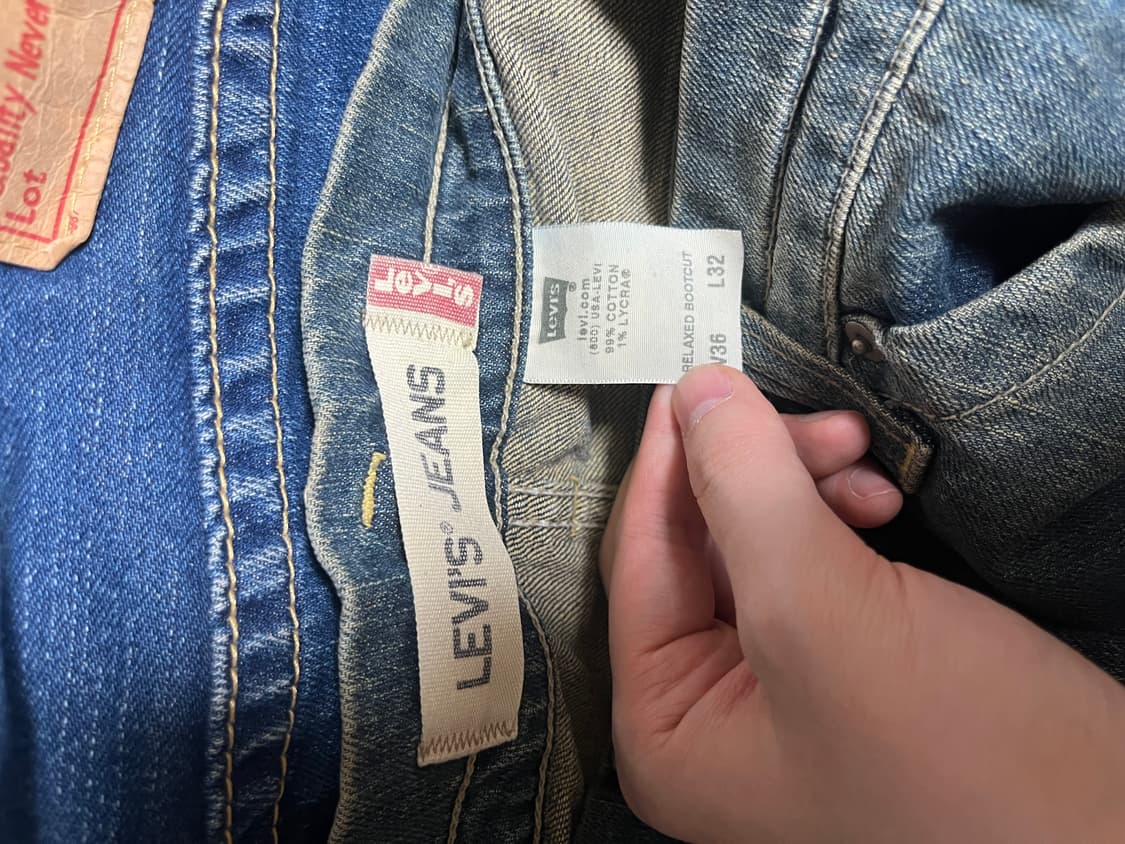 Quality Never
Lot
Levi's
LEVI'S® JEANS
LEVI'S
®
levi.com
(800) USA-LEVI
99% COTTON
1% LYCRA®
RELAXED BOOTCUT
W36 L32